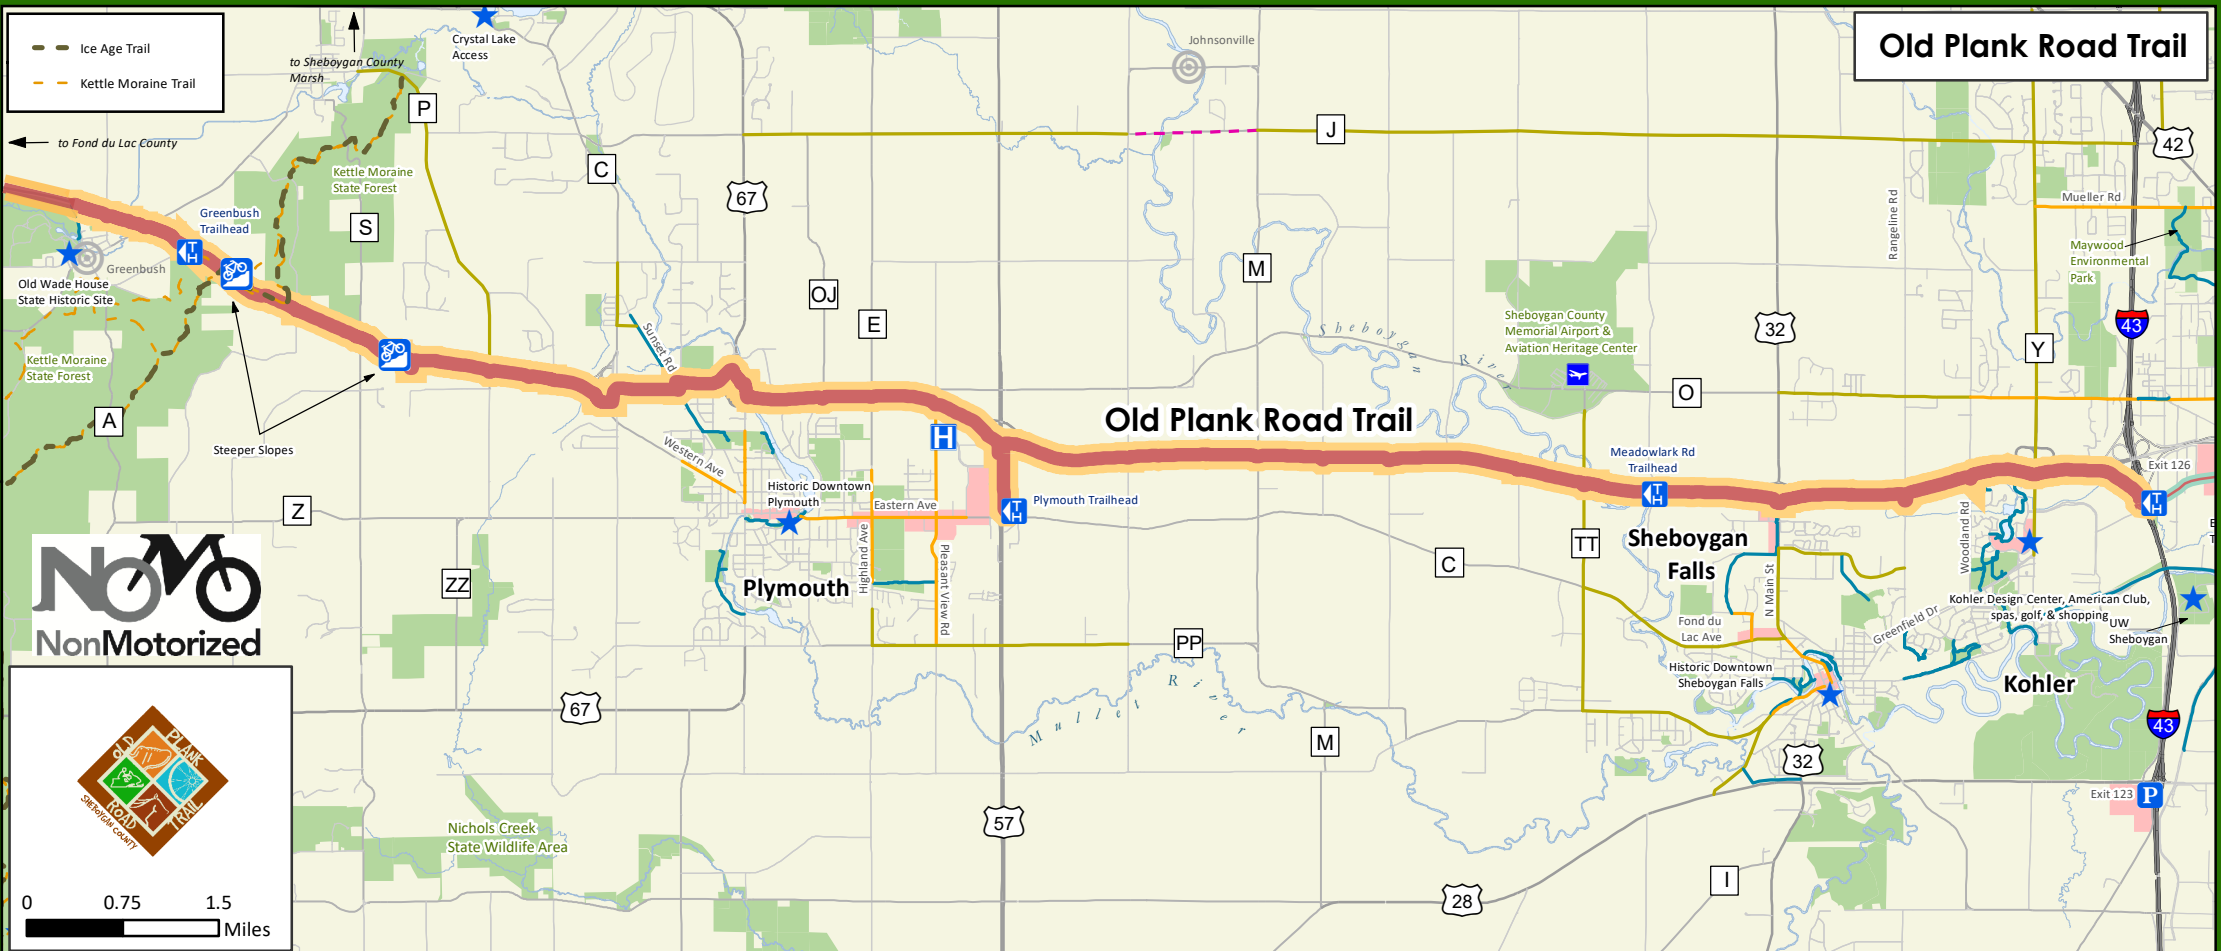 Old Plank Road Trail
Ice Age Trail
Kettle Moraine Trail
to Sheboygan County
Marsh
Crystal Lake
Access
Johnsonville
to Fond du Lac County
P
J
42
C
67
Kettle Moraine
State Forest
S
Greenbush
Trailhead
T
H
Greenbush
Old Wade House
State Historic Site
Rangeline Rd
Mueller Rd
Maywood
Environmental
Park
M
OJ
E
Sunset Rd
Sheboygan
River
Sheboygan County
Memorial Airport &
Aviation Heritage Center
32
43
Y
O
Kettle Moraine
State Forest
A
Steeper Slopes
Old Plank Road Trail
H
Western Ave
Meadowlark Rd
Trailhead
T
H
Exit 126
T
H
Historic Downtown
Plymouth
Eastern Ave
Plymouth Trailhead
T
H
Z
ZZ
Plymouth
Highland Ave
Pleasant View Rd
C
TT
Sheboygan
Falls
N Main St
Woodland Rd
Kohler Design Center, American Club,
spas, golf, & shopping
UW
Sheboygan
Greenfield Dr
Fond du
Lac Ave
NonMotorized
PP
Historic Downtown
Sheboygan Falls
Kohler
67
Mullet
River
M
32
43
Exit 123
P
57
Nichols Creek
State Wildlife Area
OLD
PLANK
ROAD
TRAIL
SHEBOYGAN COUNTY
I
28
0 0.75 1.5
Miles